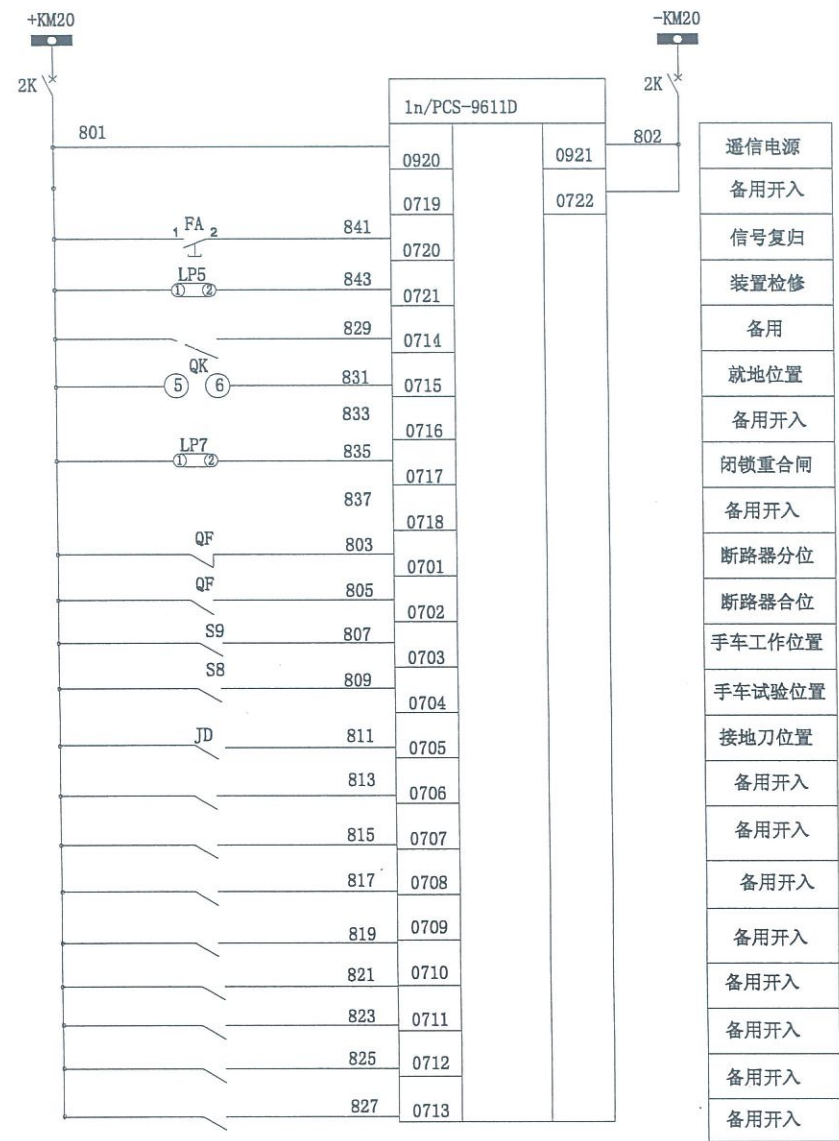 +KM20
-KM20
2K
2K
1n/PCS-9611D
801
0920
0921
802
遥信电源
0719
0722
备用开入
1 FA 2
841
0720
信号复归
LP5
① ②
843
0721
装置检修
829
0714
备用
QK
⑤ ⑥
831
0715
就地位置
833
0716
备用开入
LP7
① ②
835
0717
闭锁重合闸
837
0718
备用开入
QF
803
0701
断路器分位
QF
805
0702
断路器合位
S9
807
0703
手车工作位置
S8
809
0704
手车试验位置
JD
811
0705
接地刀位置
813
0706
备用开入
815
0707
备用开入
817
0708
备用开入
819
0709
备用开入
821
0710
备用开入
823
0711
备用开入
825
0712
备用开入
827
0713
备用开入